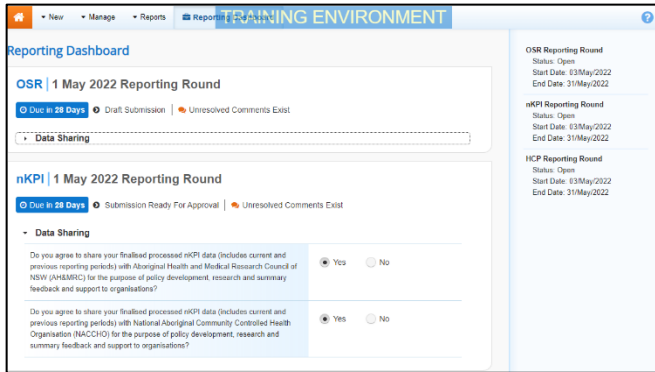 New Manage Reports Reporting Dashboard
TRAINING ENVIRONMENT
?
Reporting Dashboard
OSR | 1 May 2022 Reporting Round
Due in 28 Days Draft Submission | Unresolved Comments Exist
Data Sharing
nKPI | 1 May 2022 Reporting Round
Due in 28 Days Submission Ready For Approval | Unresolved Comments Exist
Data Sharing
Do you agree to share your finalised processed nKPI data (includes current and
previous reporting periods) with Aboriginal Health and Medical Research Council of
NSW (AH&MRC) for the purpose of policy development, research and summary
feedback and support to organisations?
Yes No
Do you agree to share your finalised processed nKPI data (includes current and
previous reporting periods) with National Aboriginal Community Controlled Health
Organisation (NACCHO) for the purpose of policy development, research and
summary feedback and support to organisations?
Yes No
OSR Reporting Round
Status: Open
Start Date: 03/May/2022
End Date: 31/May/2022
nKPI Reporting Round
Status: Open
Start Date: 03/May/2022
End Date: 31/May/2022
HCP Reporting Round
Status: Open
Start Date: 03/May/2022
End Date: 31/May/2022